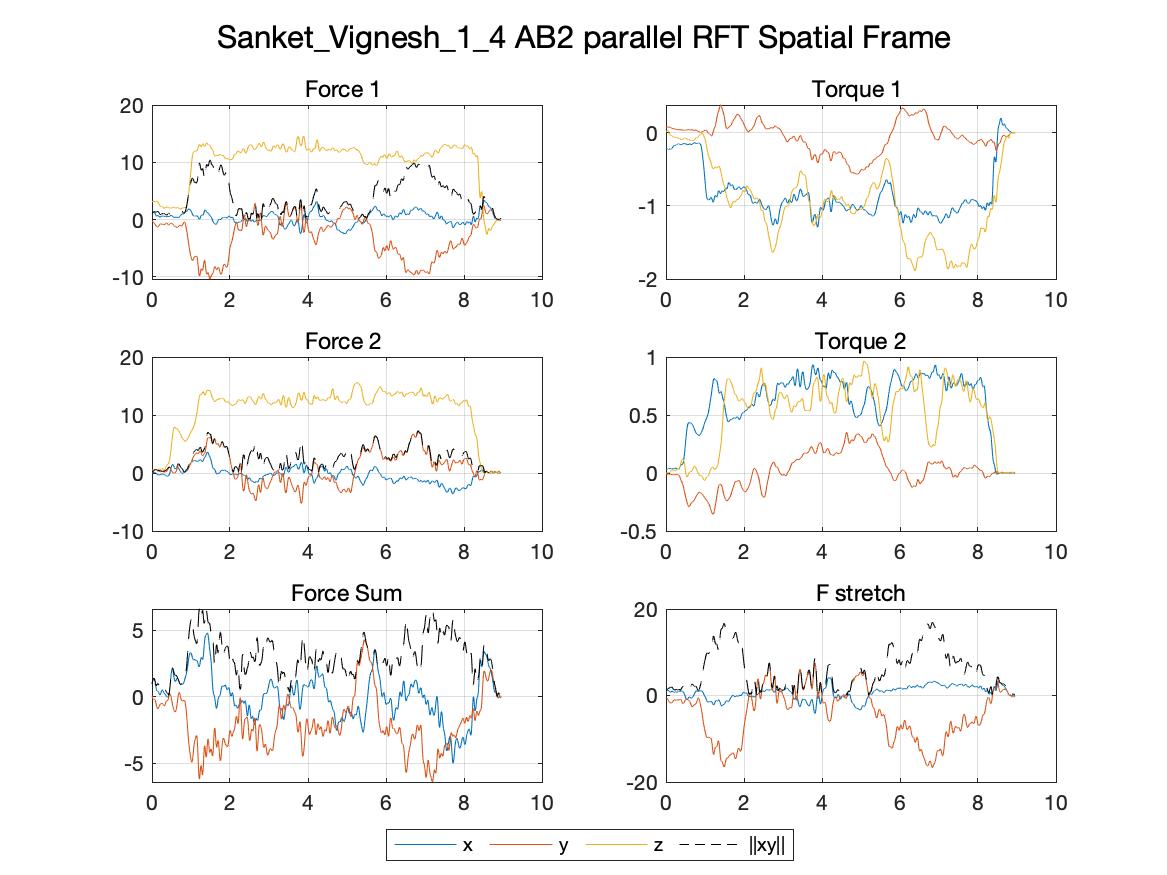 Sanket_Vignesh_1_4 AB2 parallel RFT Spatial Frame
Force 1
20
10
0
-10
0 2 4 6 8 10
Torque 1
0
-1
-2
0 2 4 6 8 10
Force 2
20
10
0
-10
0 2 4 6 8 10
Torque 2
1
0.5
0
-0.5
0 2 4 6 8 10
Force Sum
5
0
-5
0 2 4 6 8 10
F stretch
20
0
-20
0 2 4 6 8 10
x y z ||xy||